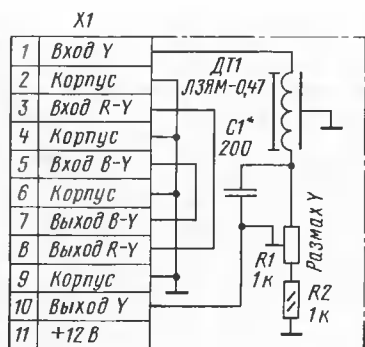 X1
1 Вход Y
2 Корпус
3 Вход R-Y
4 Корпус
5 Вход B-Y
6 Корпус
7 Выход B-Y
8 Выход R-Y
9 Корпус
10 Выход Y
11 +12 В
ДТ1
ЛЗЯМ-0,47
C1*
200
Размах Y
R1
1к
R2
1к